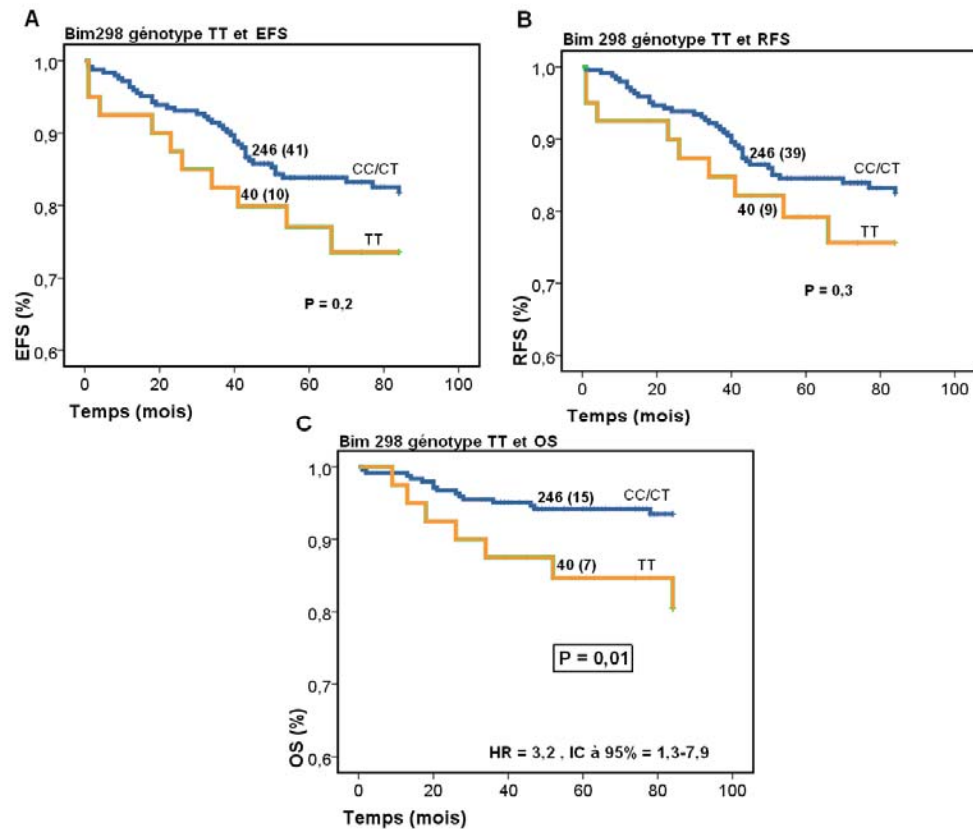 A
Bim298 génotype TT et EFS
1,0
0,9
0,8
0,7
0,6
EFS (%)
246 (41)
CC/CT
40 (10)
TT
P = 0,2
0 20 40 60 80 100
Temps (mois)
B
Bim 298 génotype TT et RFS
1,0
0,9
0,8
0,7
0,6
RFS (%)
246 (39)
CC/CT
40 (9)
TT
P = 0,3
0 20 40 60 80 100
Temps (mois)
C
Bim 298 génotype TT et OS
1,0
0,9
0,8
0,7
0,6
OS (%)
246 (15)
CC/CT
40 (7)
TT
P = 0,01
HR = 3,2 , IC à 95% = 1,3-7,9
0 20 40 60 80 100
Temps (mois)